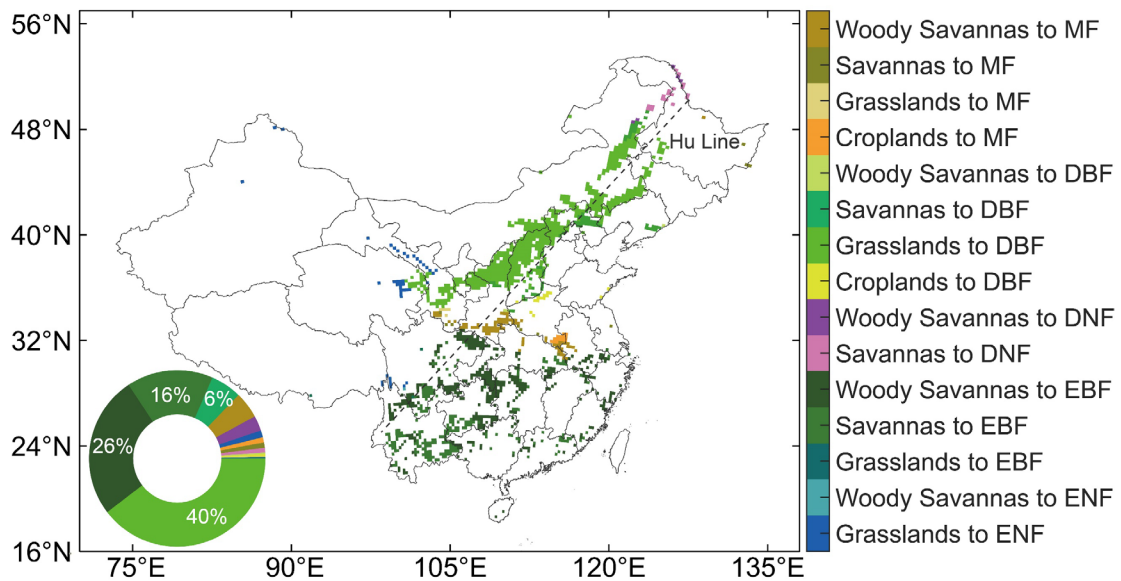 56°N
48°N
40°N
32°N
24°N
16°N
75°E
90°E
105°E
120°E
135°E
Hu Line
16%
6%
26%
40%
Woody Savannas to MF
Savannas to MF
Grasslands to MF
Croplands to MF
Woody Savannas to DBF
Savannas to DBF
Grasslands to DBF
Croplands to DBF
Woody Savannas to DNF
Savannas to DNF
Woody Savannas to EBF
Savannas to EBF
Grasslands to EBF
Woody Savannas to ENF
Grasslands to ENF